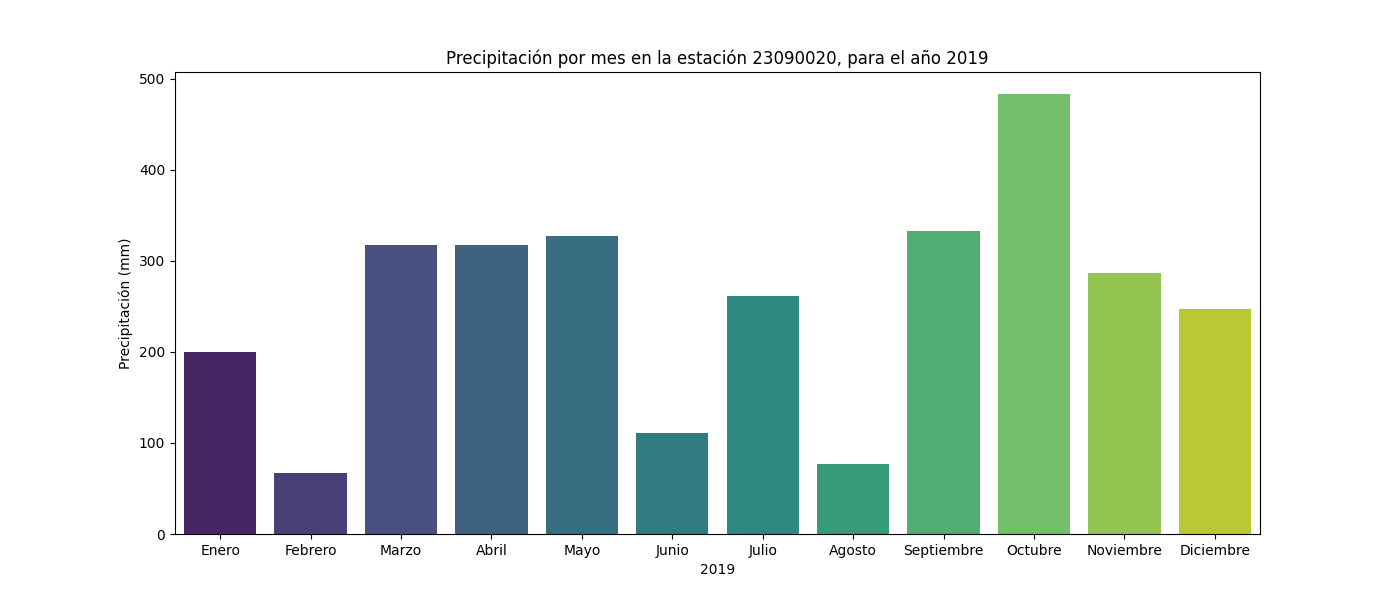 Precipitación por mes en la estación 23090020, para el año 2019
Precipitación (mm)
500
400
300
200
100
0
Enero Febrero Marzo Abril Mayo Junio Julio Agosto Septiembre Octubre Noviembre Diciembre
2019